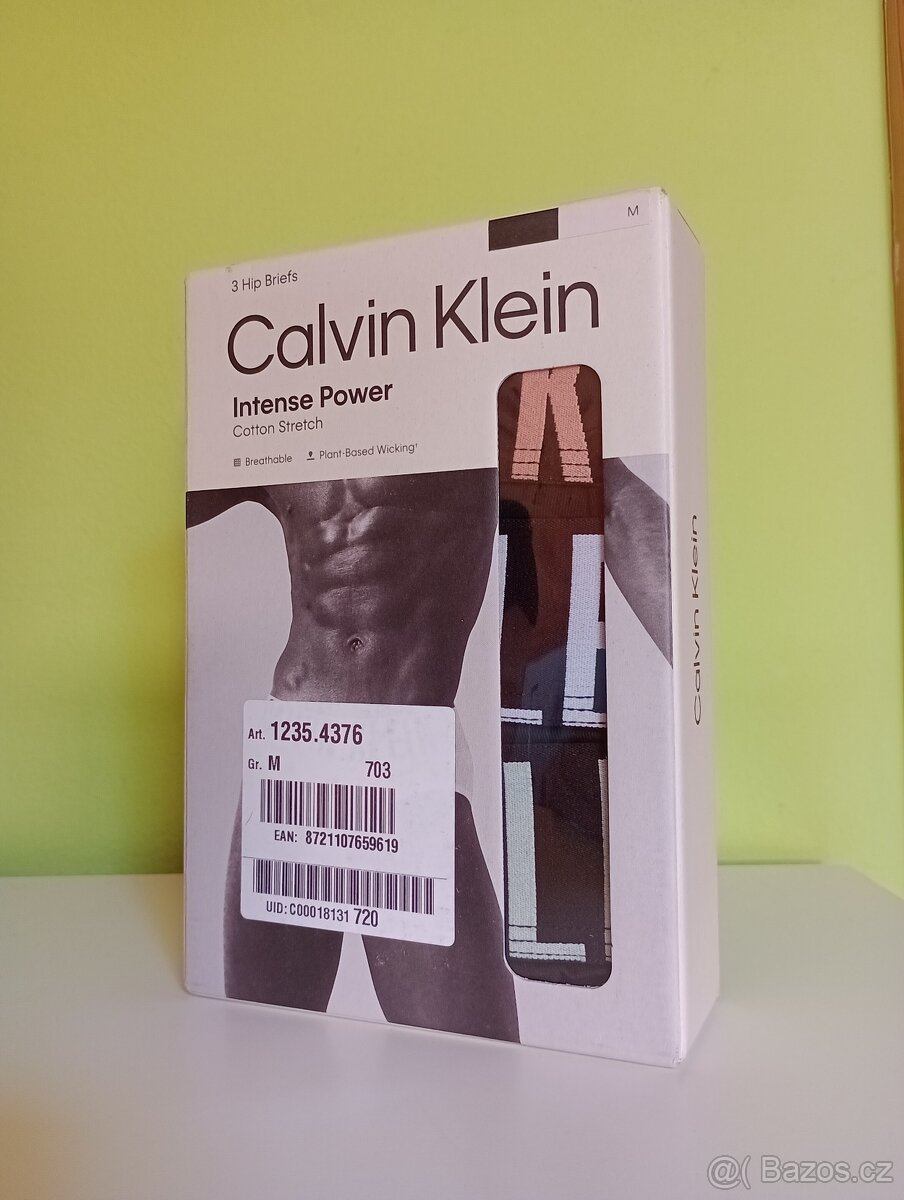 M
3 Hip Briefs
Calvin Klein
Intense Power
Cotton Stretch
Breathable Plant-Based Wicking†
Calvin Klein
Art. 1235.4376
Gr. M 703
EAN: 8721107659619
UID: C00018131 720
@( Bazos.cz